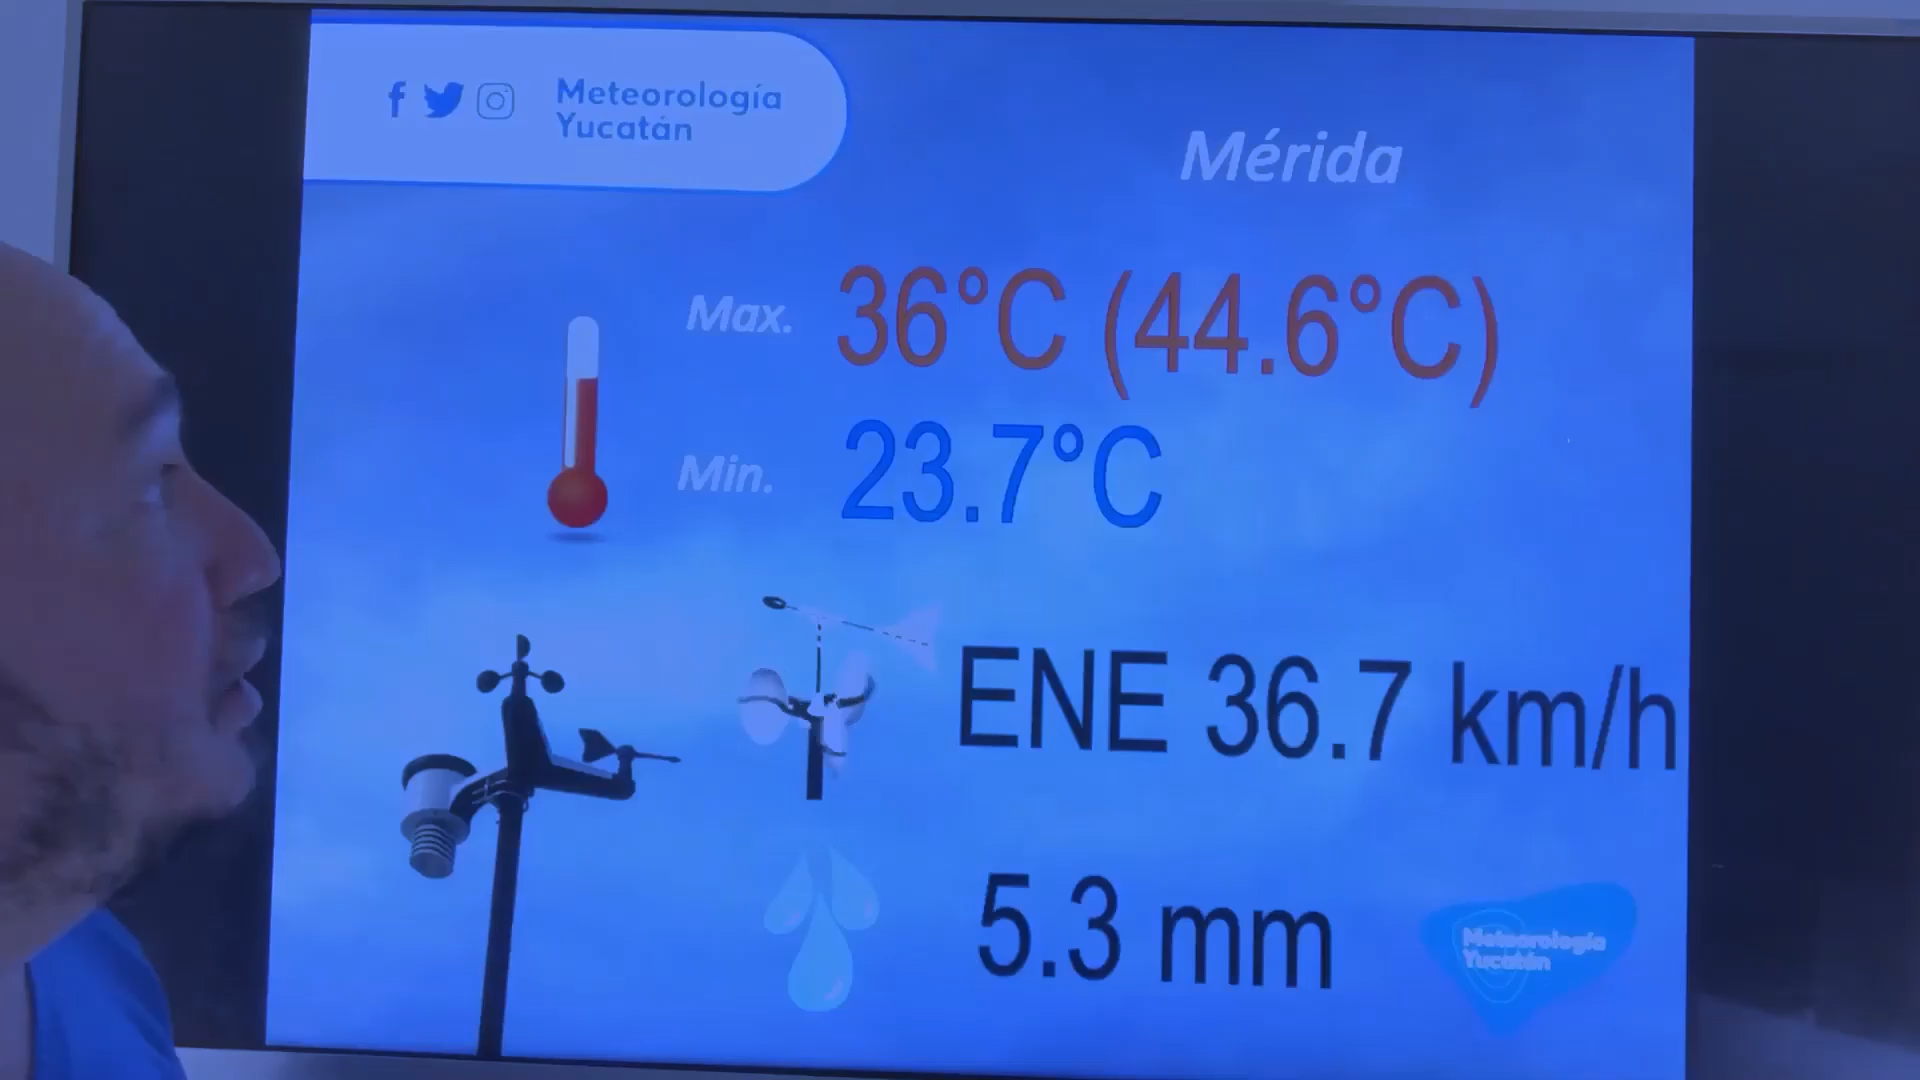 Meteorología
Yucatán
Mérida
Max. 36°C (44.6°C)
Min. 23.7°C
ENE 36.7 km/h
5.3 mm
Meteorología
Yucatán